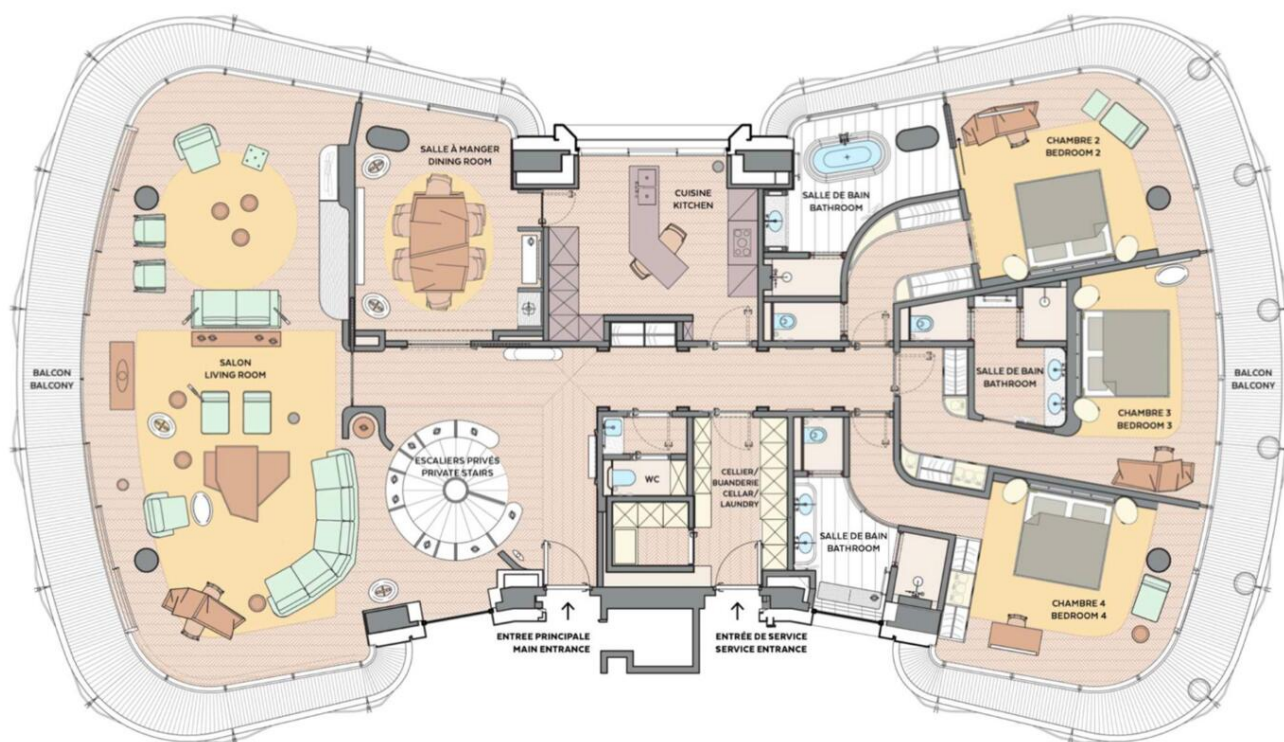 SALLE À MANGER
DINING ROOM
CUISINE
KITCHEN
SALLE DE BAIN
BATHROOM
CHAMBRE 2
BEDROOM 2
SALON
LIVING ROOM
BALCON
BALCONY
SALLE DE BAIN
BATHROOM
BALCON
BALCONY
CHAMBRE 3
BEDROOM 3
ESCALIERS PRIVÉS
PRIVATE STAIRS
WC
CELLIER/
BUANDERIE
CELLAR/
LAUNDRY
SALLE DE BAIN
BATHROOM
CHAMBRE 4
BEDROOM 4
ENTREE PRINCIPALE
MAIN ENTRANCE
ENTRÉE DE SERVICE
SERVICE ENTRANCE